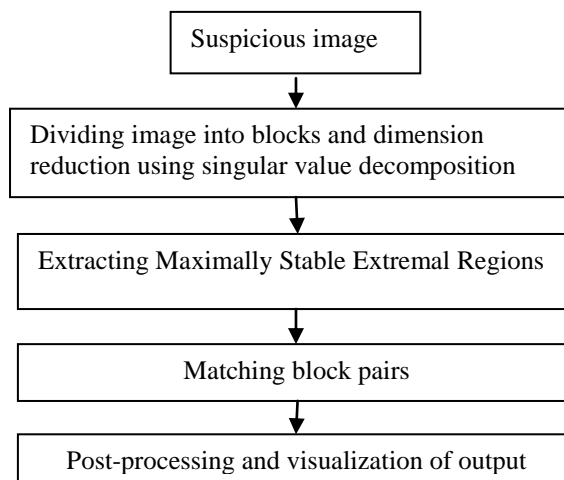 Suspicious image
Dividing image into blocks and dimension
reduction using singular value decomposition
Extracting Maximally Stable Extremal Regions
Matching block pairs
Post-processing and visualization of output